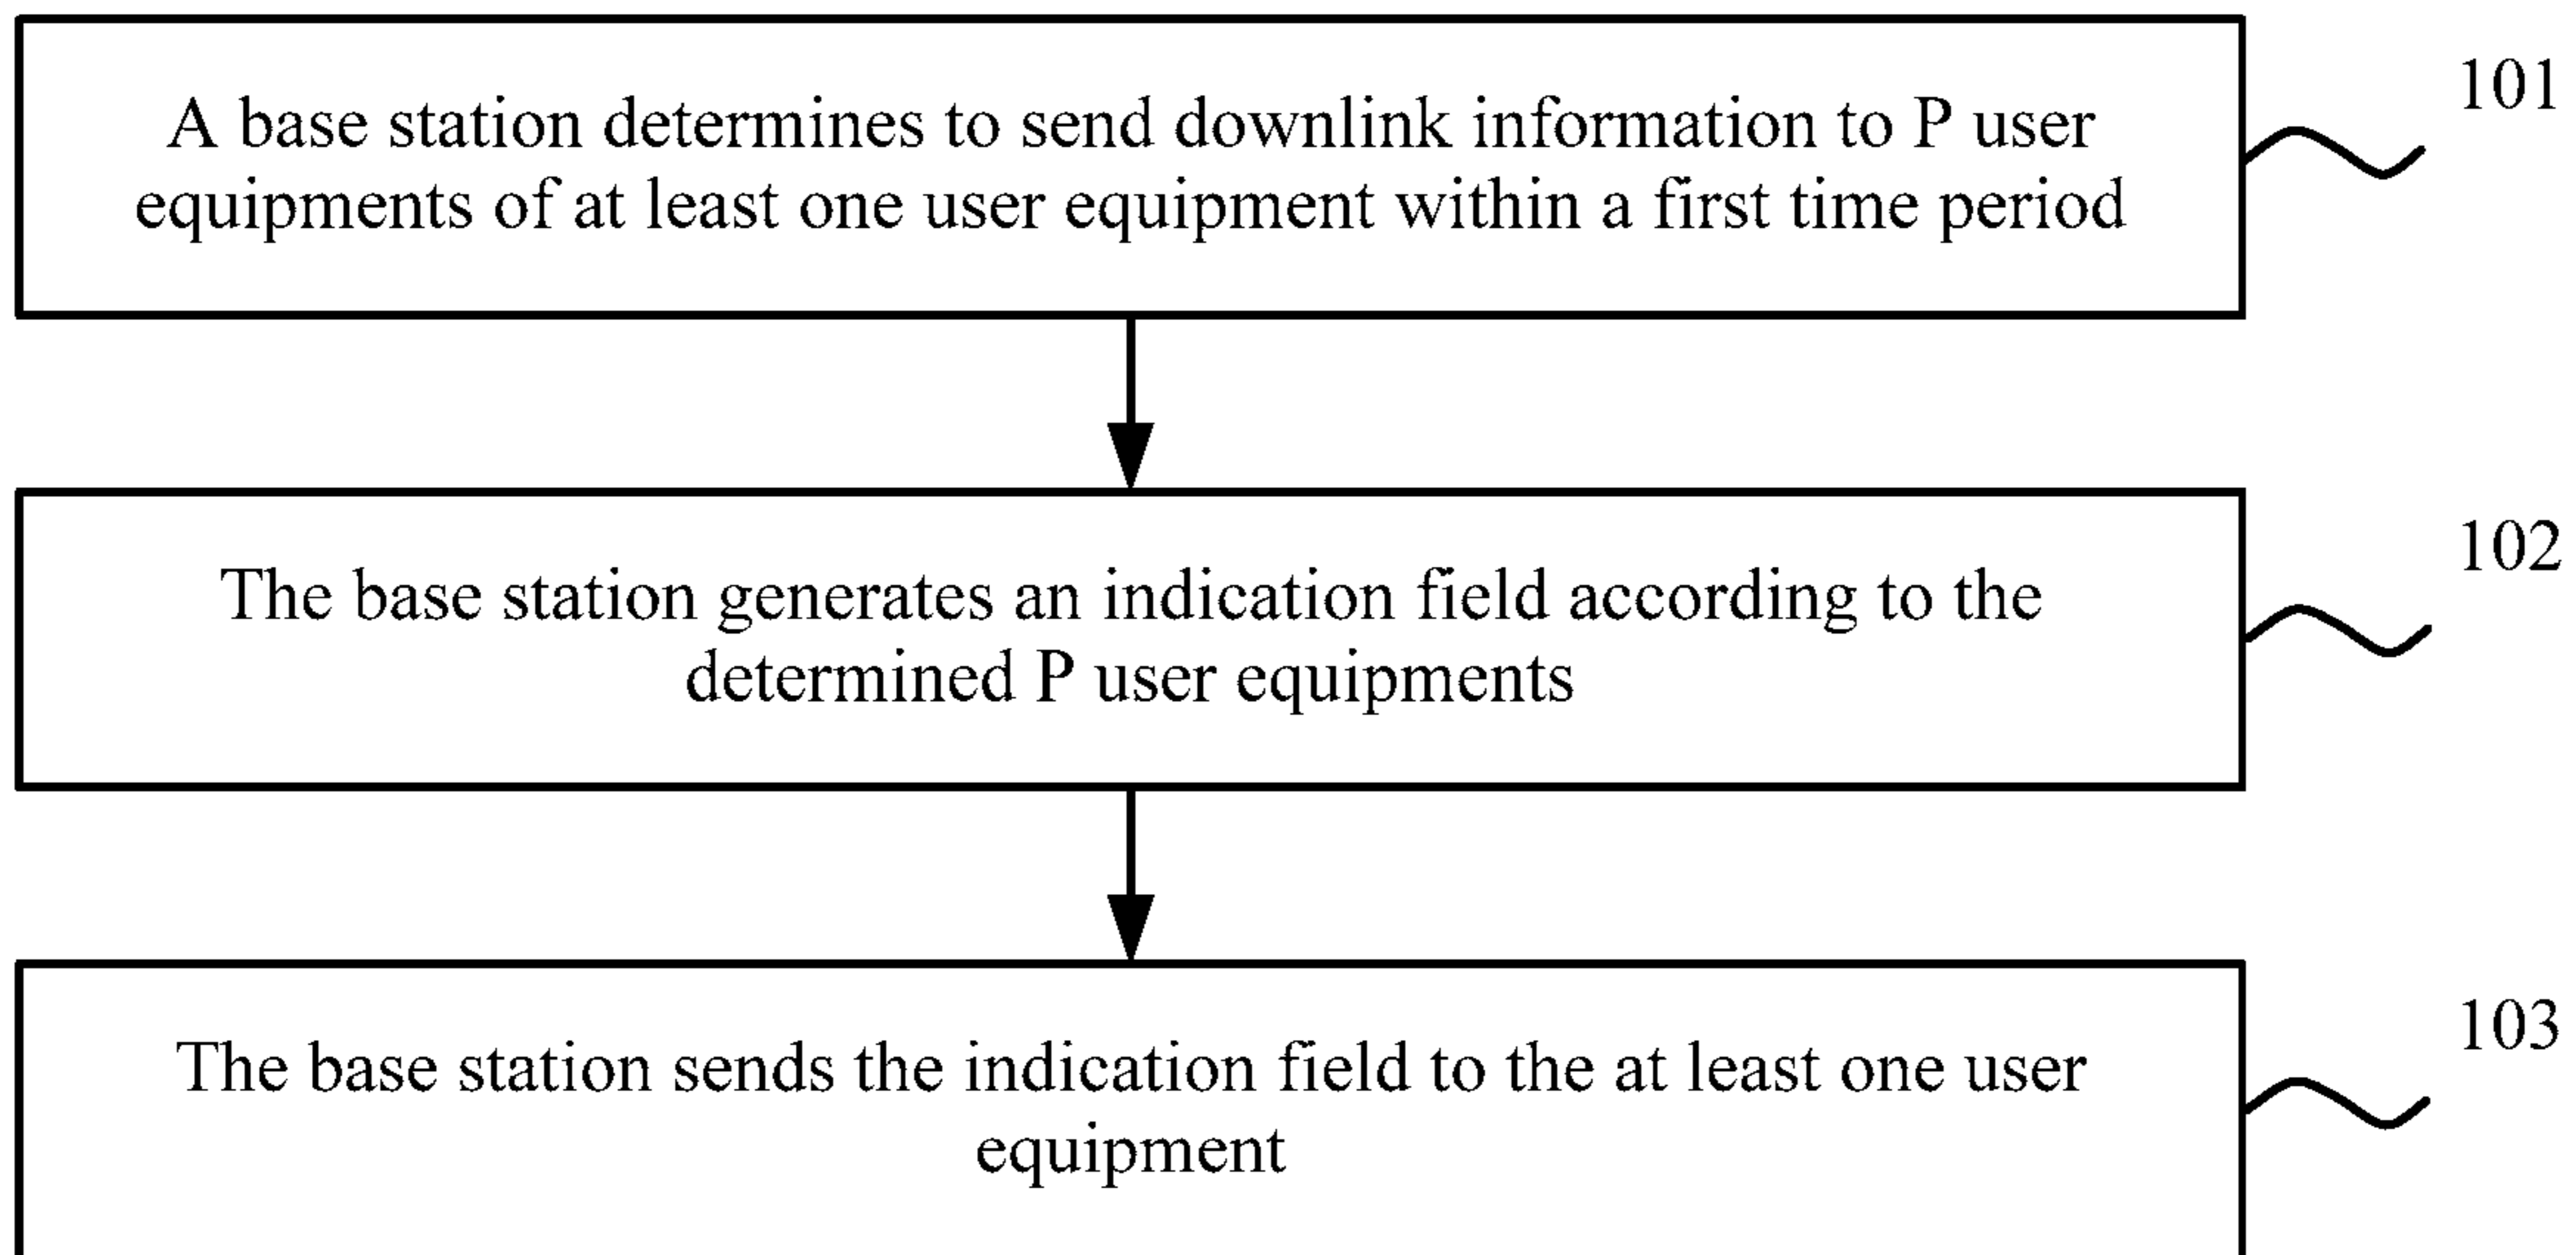 A base station determines to send downlink information to P user
equipments of at least one user equipment within a first time period
101
The base station generates an indication field according to the
determined P user equipments
102
The base station sends the indication field to the at least one user
equipment
103